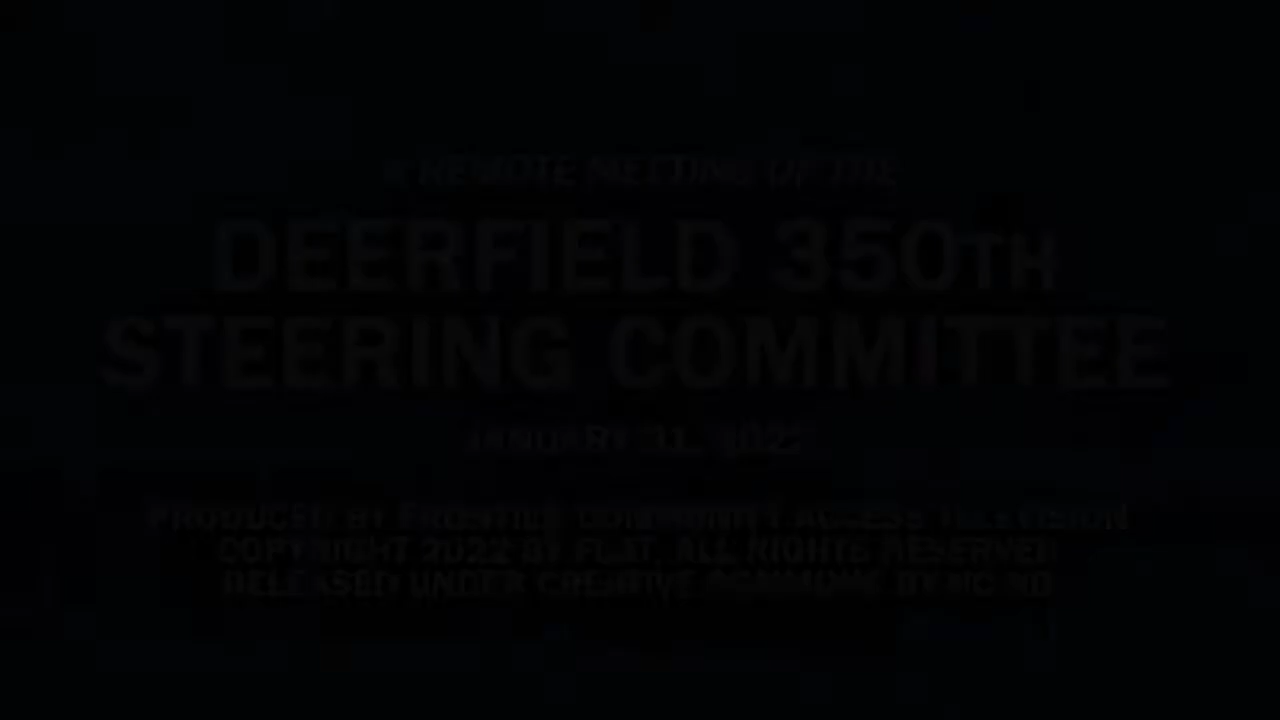 A REMOTE MEETING OF THE
DEERFIELD 350TH
STEERING COMMITTEE
JANUARY 31, 2022
PRODUCED BY FRONTIER COMMUNITY ACCESS TELEVISION
COPYRIGHT 2022 BY FCAT, ALL RIGHTS RESERVED
RELEASED UNDER CREATIVE COMMONS BY-NC-ND